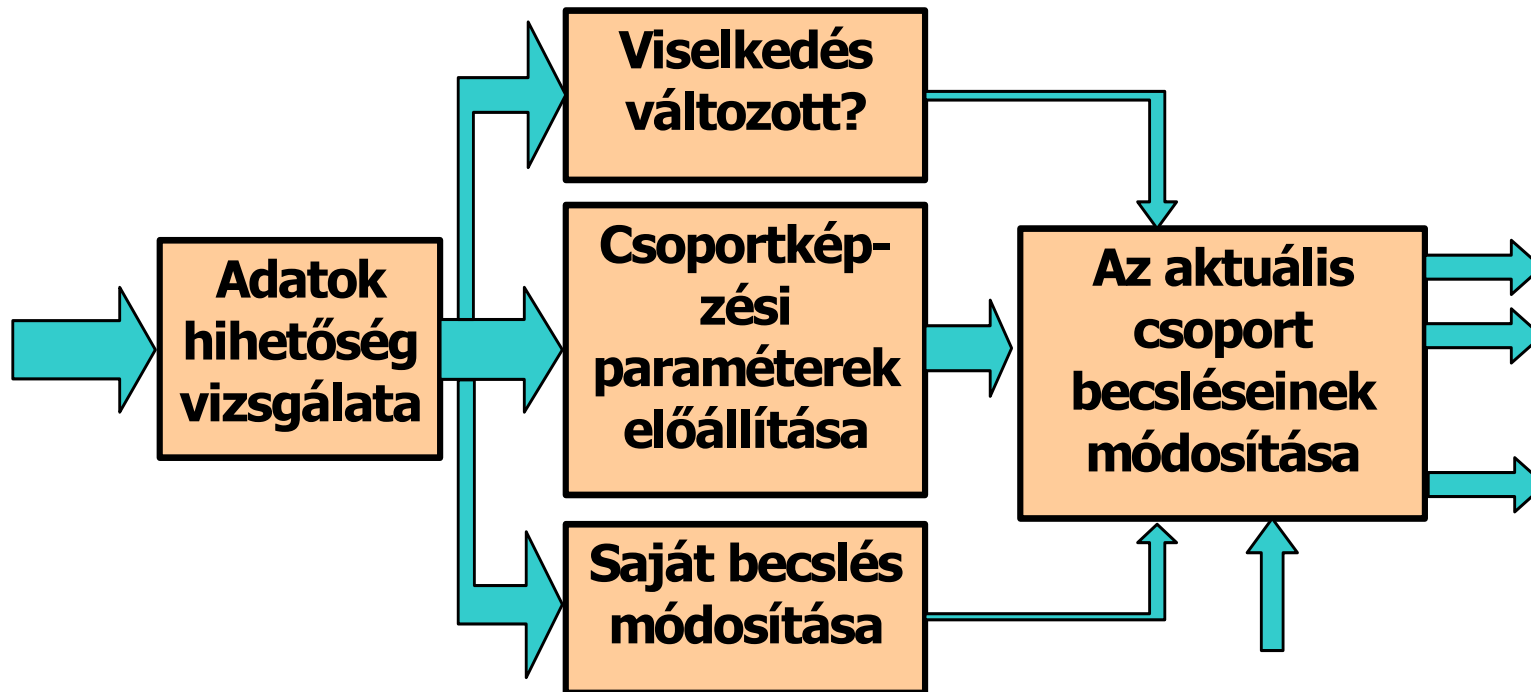 Viselkedés
változott?
Adatok
hihetőség
vizsgálata
Csoportkép-
zési
paraméterek
előállítása
Saját becslés
módosítása
Az aktuális
csoport
becsléseinek
módosítása